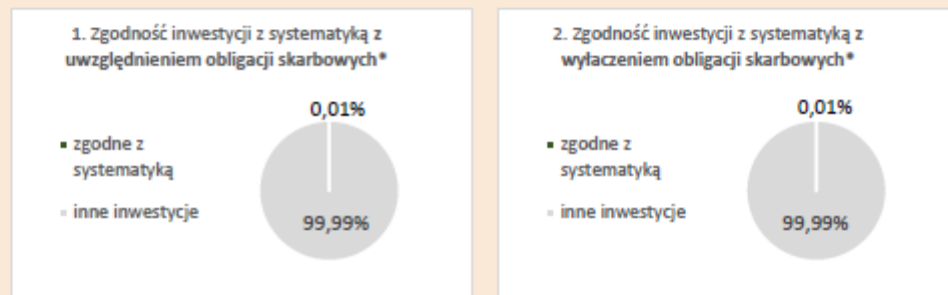 1. Zgodność inwestycji z systematyką z
uwzględnieniem obligacji skarbowych*
0,01%
zgodne z
systematyką
inne inwestycje
99,99%
2. Zgodność inwestycji z systematyką z
wyłaczeniem obligacji skarbowych*
0,01%
zgodne z
systematyką
inne inwestycje
99,99%